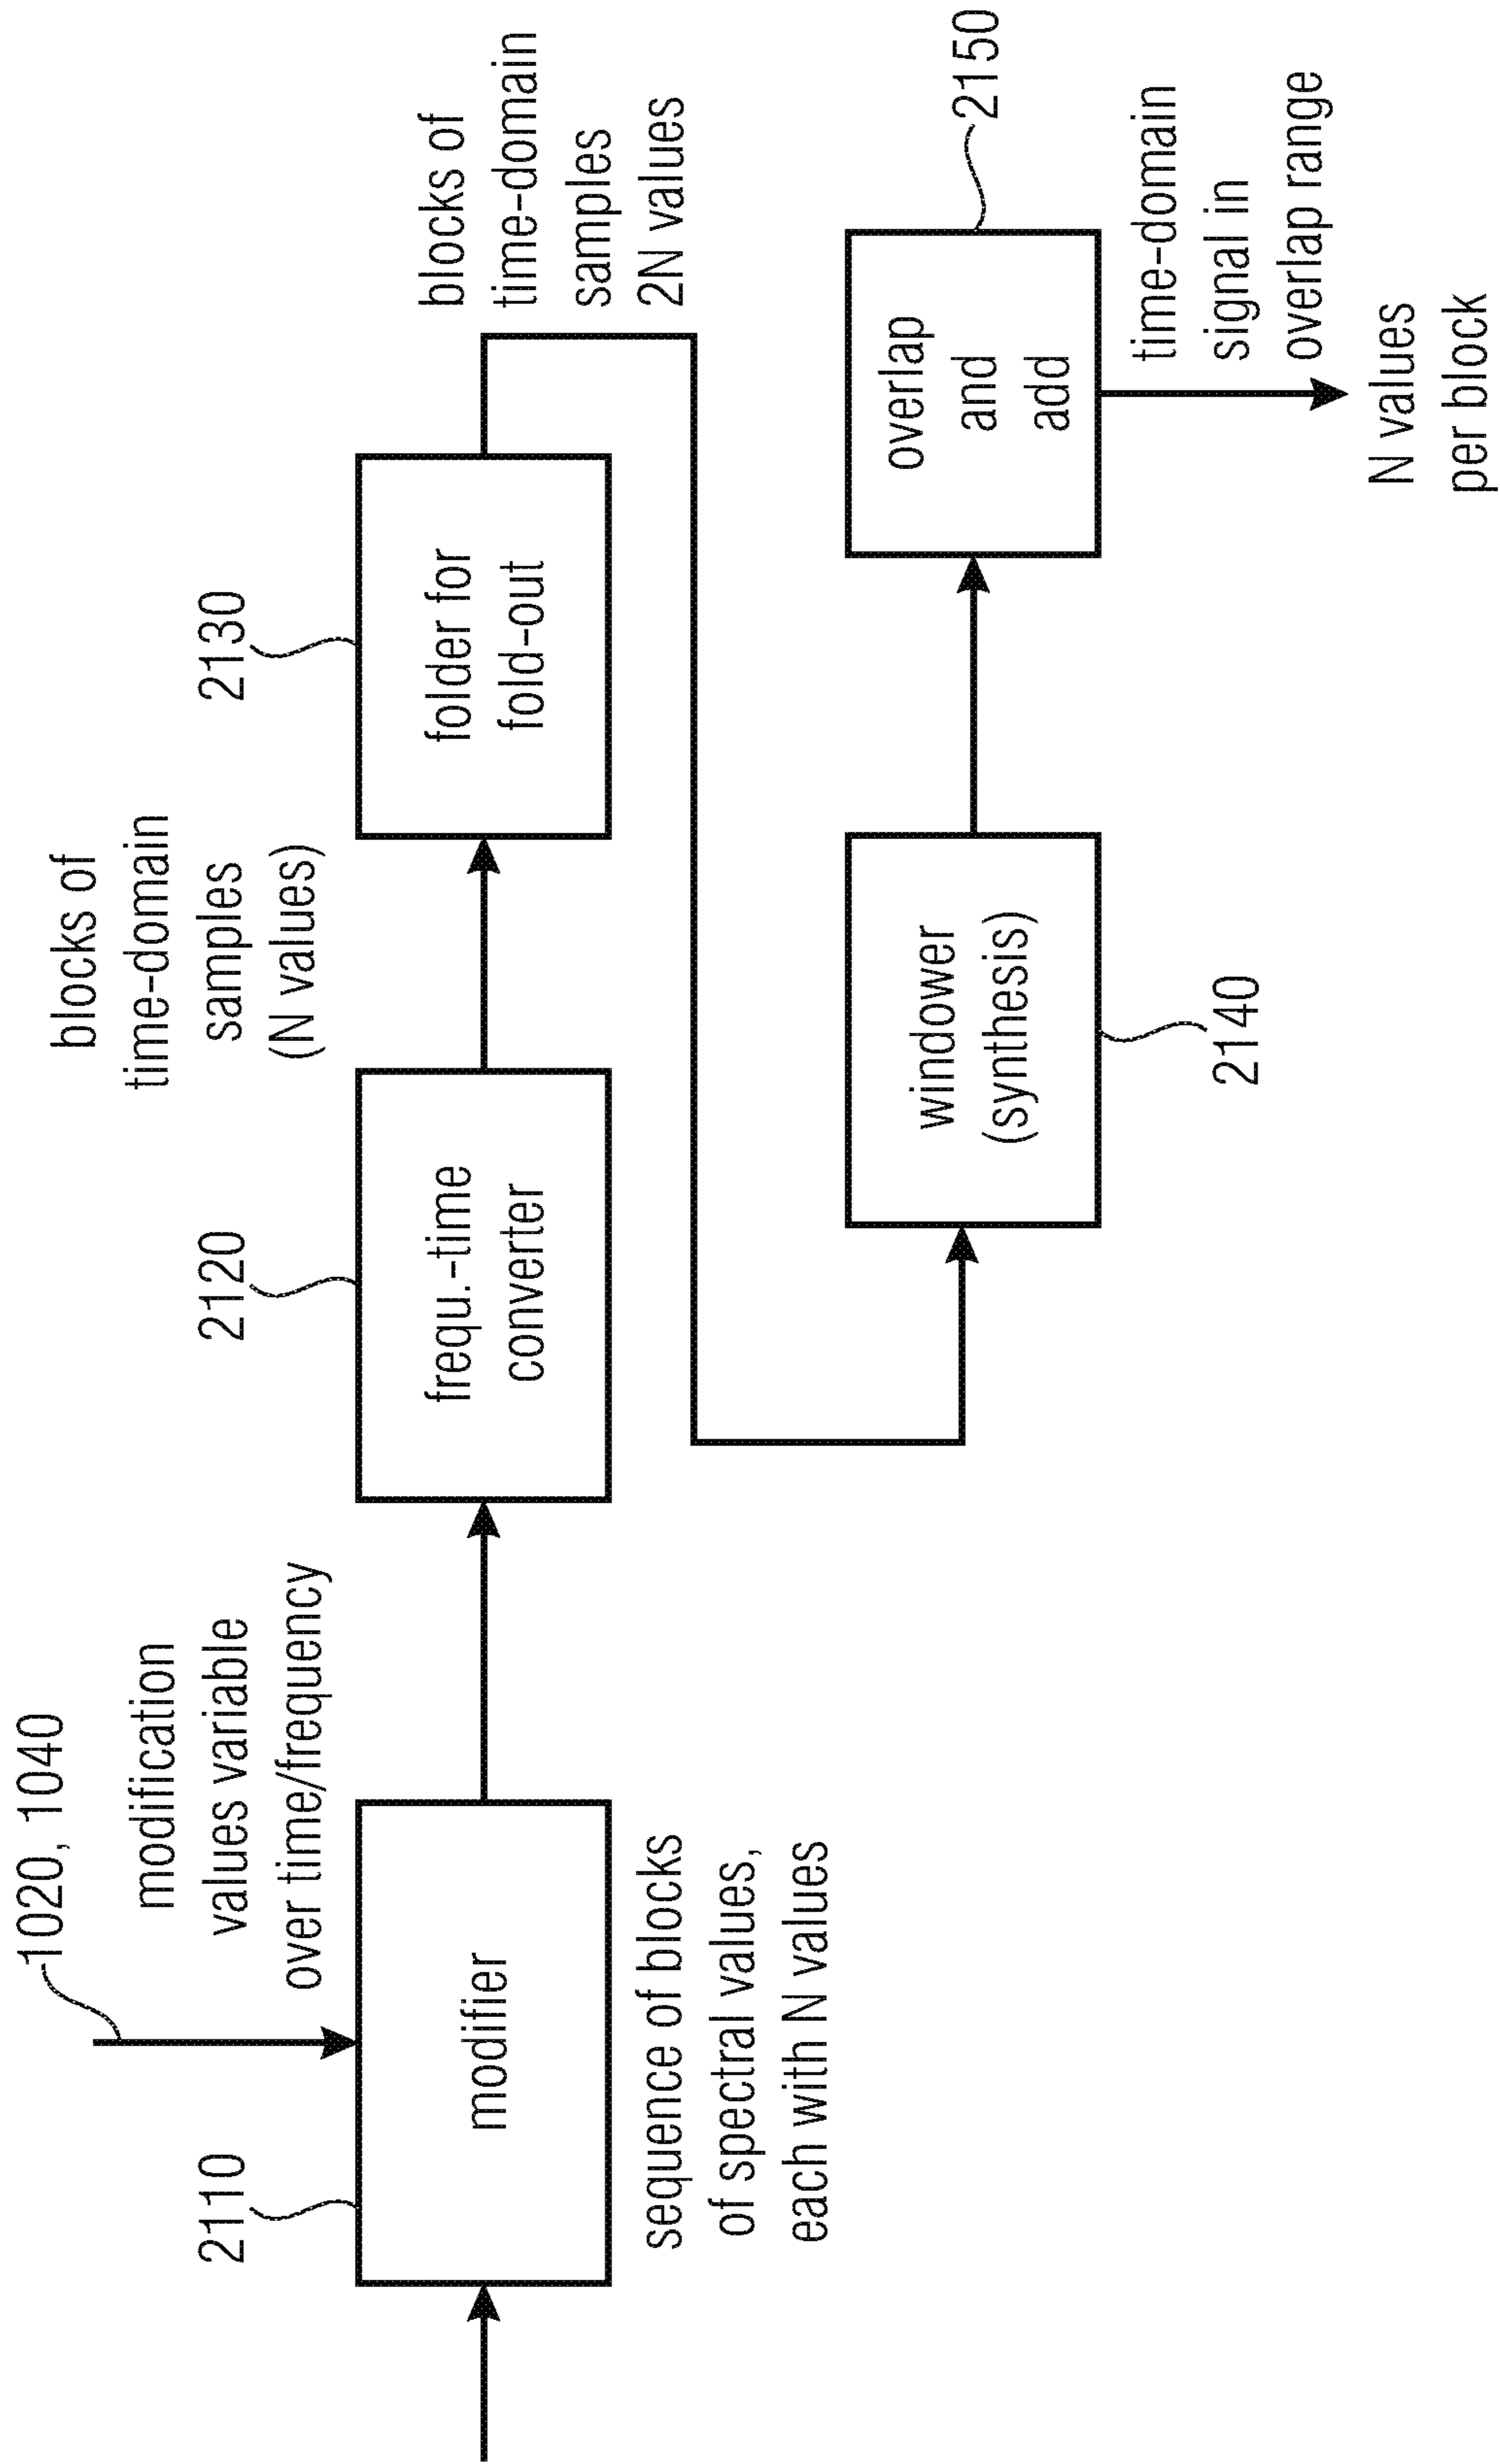 1020, 1040
modification
values variable
over time/frequency
2110
modifier
sequence of blocks
of spectral values,
each with N values
2120
frequ.-time
converter
blocks of
time-domain
samples
(N values)
2130
folder for
fold-out
blocks of
time-domain
samples
2N values
windower
(synthesis)
2140
overlap
and
add
2150
time-domain
signal in
overlap range
N values
per block